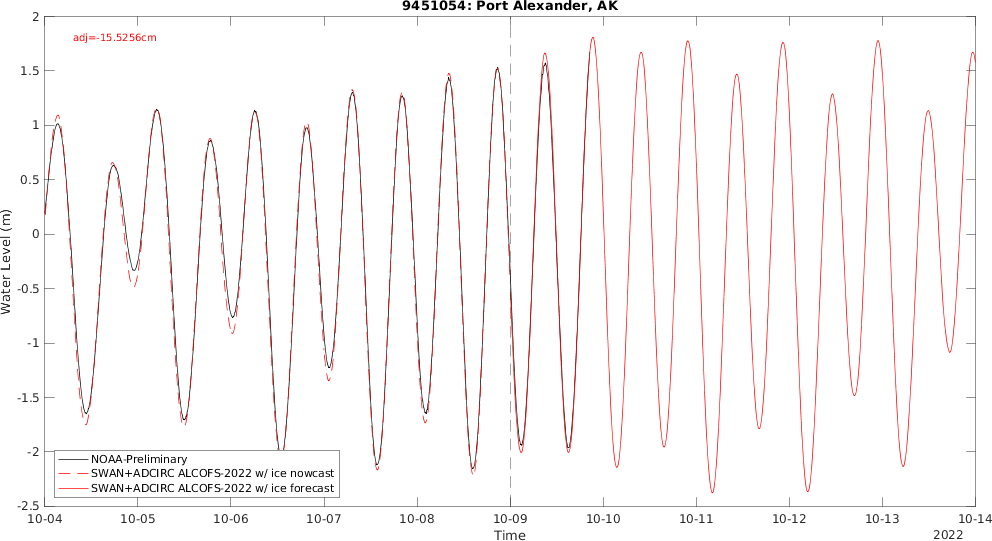 9451054: Port Alexander, AK
adj=-15.5256cm
2
1.5
1
0.5
0
-0.5
-1
-1.5
-2
-2.5
Water Level (m)
NOAA-Preliminary
SWAN+ADCIRC ALCOFS-2022 w/ ice nowcast
SWAN+ADCIRC ALCOFS-2022 w/ ice forecast
10-04 10-05 10-06 10-07 10-08 10-09 10-10 10-11 10-12 10-13 10-14
Time
2022